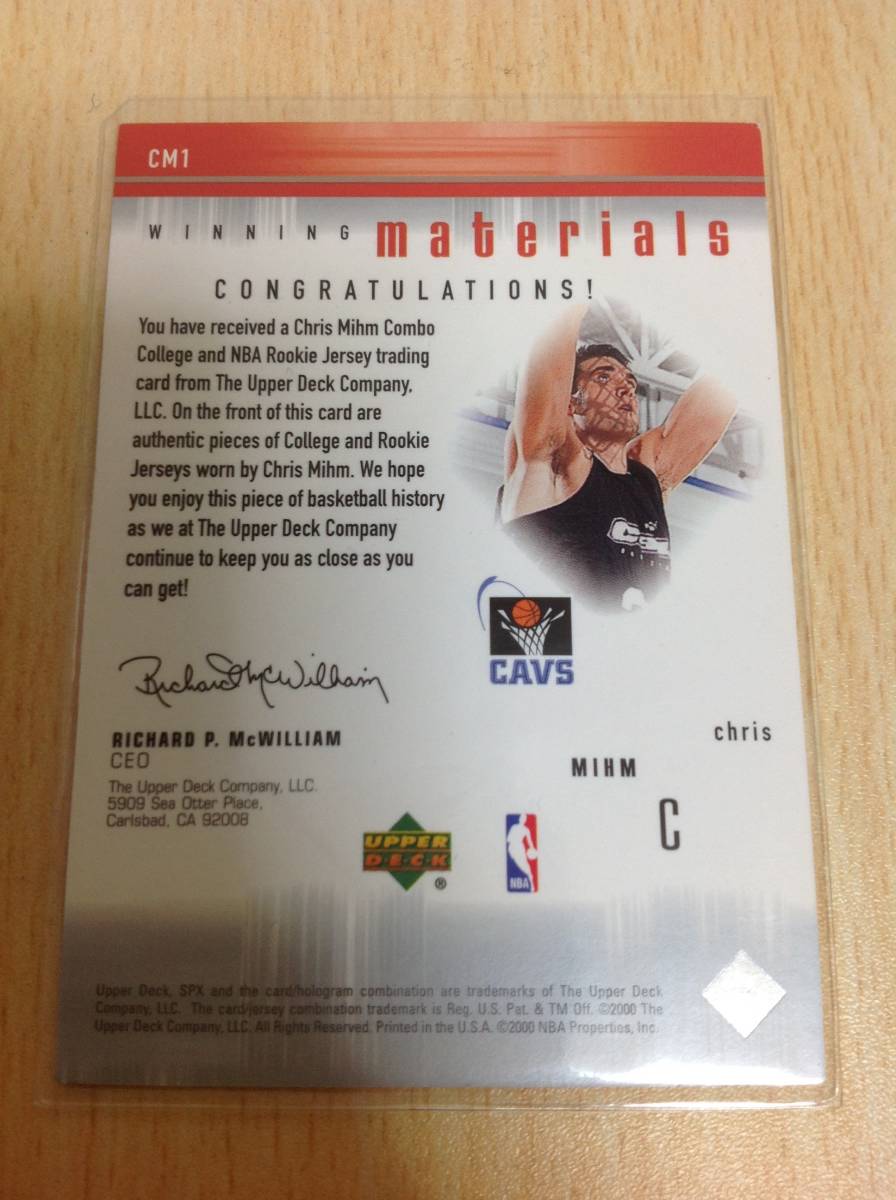 CM1
WINNING materials
CONGRATULATIONS!
You have received a Chris Mihm Combo
College and NBA Rookie Jersey trading
card from The Upper Deck Company,
LLC. On the front of this card are
authentic pieces of College and Rookie
Jerseys worn by Chris Mihm. We hope
you enjoy this piece of basketball history
as we at The Upper Deck Company
continue to keep you as close as you
can get!
CAVS
Richard McWilliam
RICHARD P. McWILLIAM
CEO
The Upper Deck Company, LLC.
5909 Sea Otter Place,
Carlsbad, CA 92008
chris
MIHM
C
UPPER
DECK
®
NBA
Upper Deck, SPX and the card/hologram combination are trademarks of The Upper Deck
Company, LLC. The card/jersey combination trademark is Reg. U.S. Pat. & TM Off. ©2000 The
Upper Deck Company, LLC. All Rights Reserved. Printed in the U.S.A. ©2000 NBA Properties, Inc.